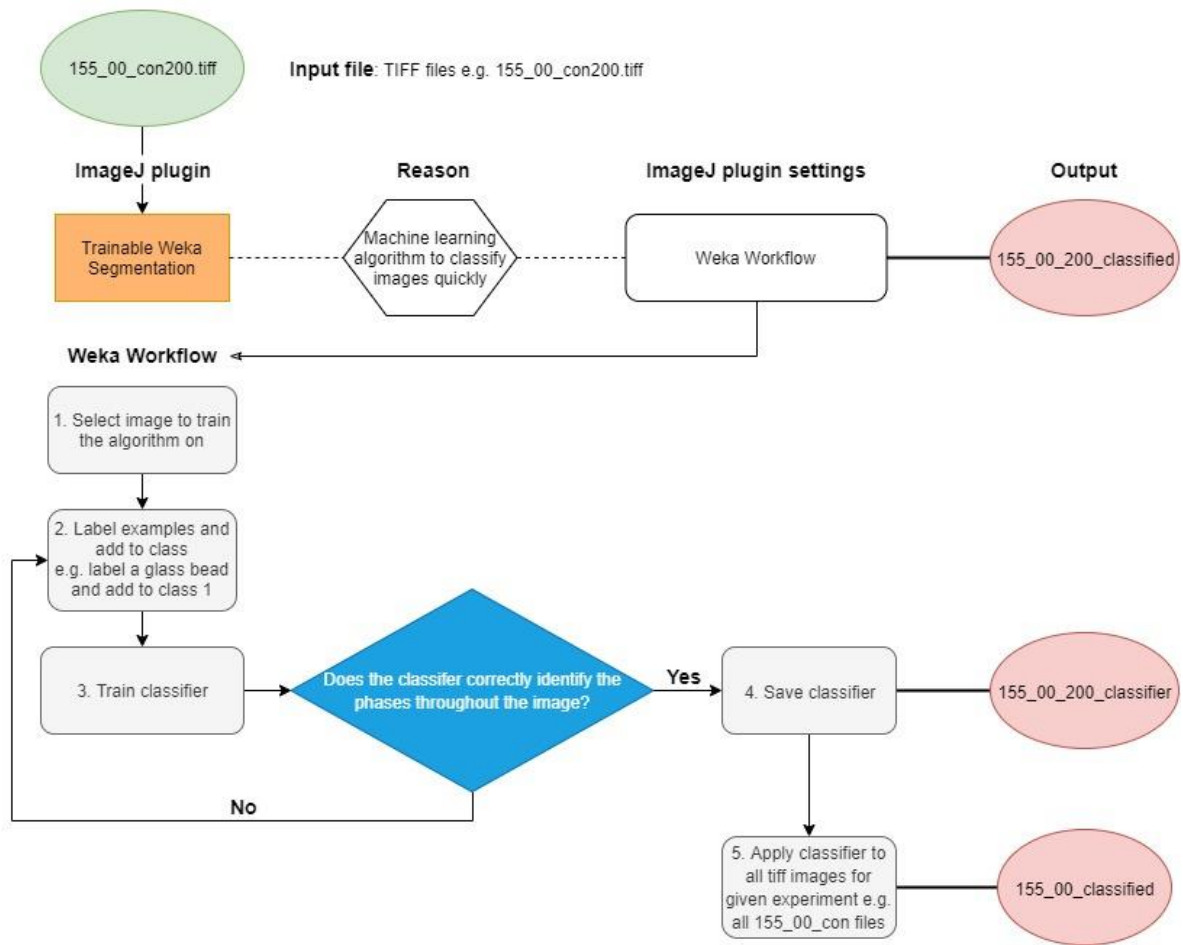 155_00_con200.tiff
Input file: TIFF files e.g. 155_00_con200.tiff
ImageJ plugin
Reason
ImageJ plugin settings
Output
Trainable Weka
Segmentation
Machine learning
algorithm to classify
images quickly
Weka Workflow
155_00_200_classified
Weka Workflow
1. Select image to train
the algorithm on
2. Label examples and
add to class
e.g. label a glass bead
and add to class 1
3. Train classifier
Does the classifer correctly identify the
phases throughout the image?
Yes
4. Save classifier
155_00_200_classifier
No
5. Apply classifier to
all tiff images for
given experiment e.g.
all 155_00_con files
155_00_classified